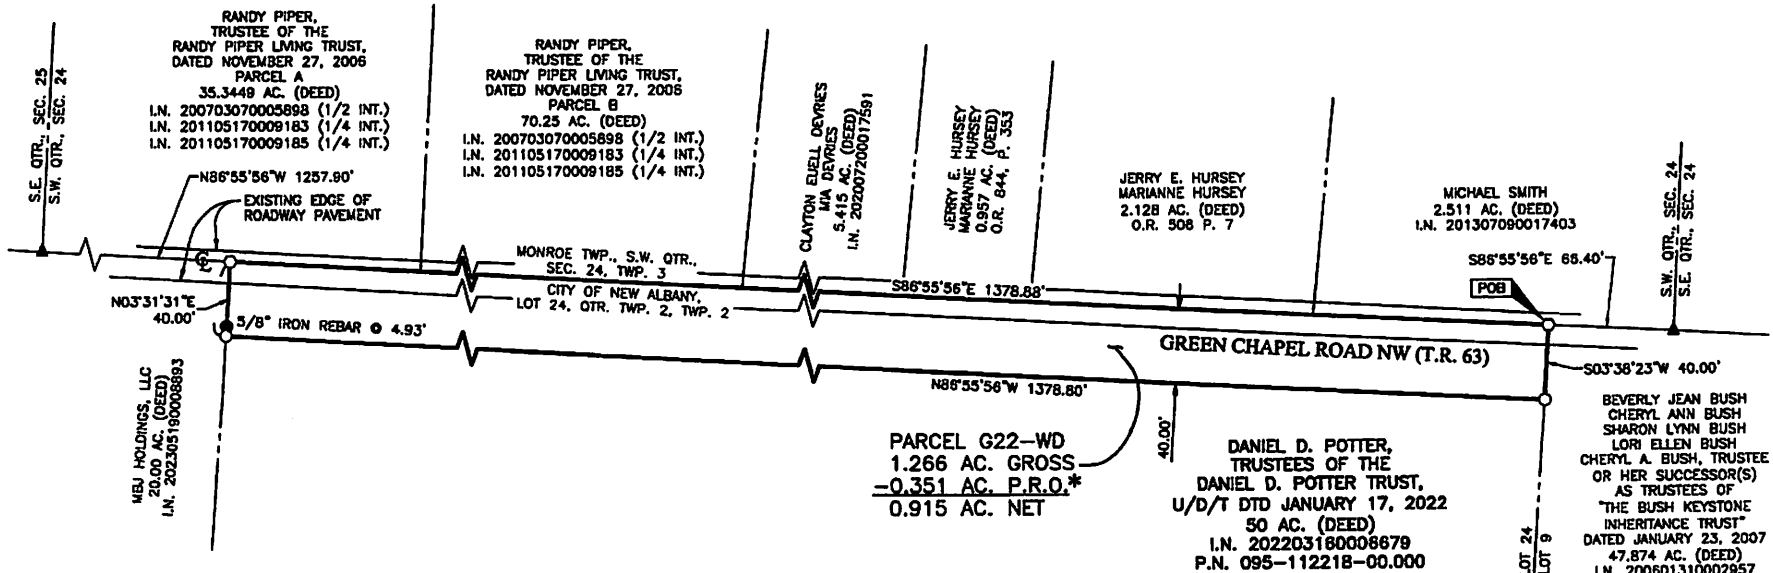 S.E. QTR., SEC. 25
S.W. QTR., SEC. 24
RANDY PIPER,
TRUSTEE OF THE
RANDY PIPER LIVING TRUST,
DATED NOVEMBER 27, 2006
PARCEL A
35.3449 AC. (DEED)
I.N. 200703070005898 (1/2 INT.)
I.N. 201105170009183 (1/4 INT.)
I.N. 201105170009185 (1/4 INT.)
RANDY PIPER,
TRUSTEE OF THE
RANDY PIPER LIVING TRUST,
DATED NOVEMBER 27, 2006
PARCEL B
70.25 AC. (DEED)
I.N. 200703070005898 (1/2 INT.)
I.N. 201105170009183 (1/4 INT.)
I.N. 201105170009185 (1/4 INT.)
CLAYTON EUELL DEVRIES
MIA DEVRIES
5.415 AC. (DEED)
I.N. 202007200017591
JERRY E. HURSEY
MARIANNE HURSEY
0.957 AC. (DEED)
O.R. 844, P. 353
JERRY E. HURSEY
MARIANNE HURSEY
2.128 AC. (DEED)
O.R. 508 P. 7
MICHAEL SMITH
2.511 AC. (DEED)
I.N. 201307090017403
S.W. QTR., SEC. 24
S.E. QTR., SEC. 24
N86°55'56"W 1257.90'
EXISTING EDGE OF
ROADWAY PAVEMENT
S86°55'56"E 65.40'
POB
CL
MONROE TWP., S.W. QTR.,
SEC. 24, TWP. 3
CITY OF NEW ALBANY,
LOT 24, QTR. TWP. 2, TWP. 2
S86°55'56"E 1378.88'
N03°31'31"E
40.00'
5/8" IRON REBAR @ 4.93'
GREEN CHAPEL ROAD NW (T.R. 63)
S03°38'23"W 40.00'
N86°55'56"W 1378.80'
40.00'
MBJ HOLDINGS, LLC
20.00 AC. (DEED)
I.N. 202305190008893
PARCEL G22-WD
1.266 AC. GROSS
-0.351 AC. P.R.O.*
0.915 AC. NET
DANIEL D. POTTER,
TRUSTEES OF THE
DANIEL D. POTTER TRUST,
U/D/T DTD JANUARY 17, 2022
50 AC. (DEED)
I.N. 202203180006679
P.N. 095-112218-00.000
LOT 24
LOT 9
BEVERLY JEAN BUSH
CHERYL ANN BUSH
SHARON LYNN BUSH
LORI ELLEN BUSH
CHERYL A. BUSH, TRUSTEE
OR HER SUCCESSOR(S)
AS TRUSTEES OF
"THE BUSH KEYSTONE
INHERITANCE TRUST"
DATED JANUARY 23, 2007
47.874 AC. (DEED)
I.N. 200601310002957